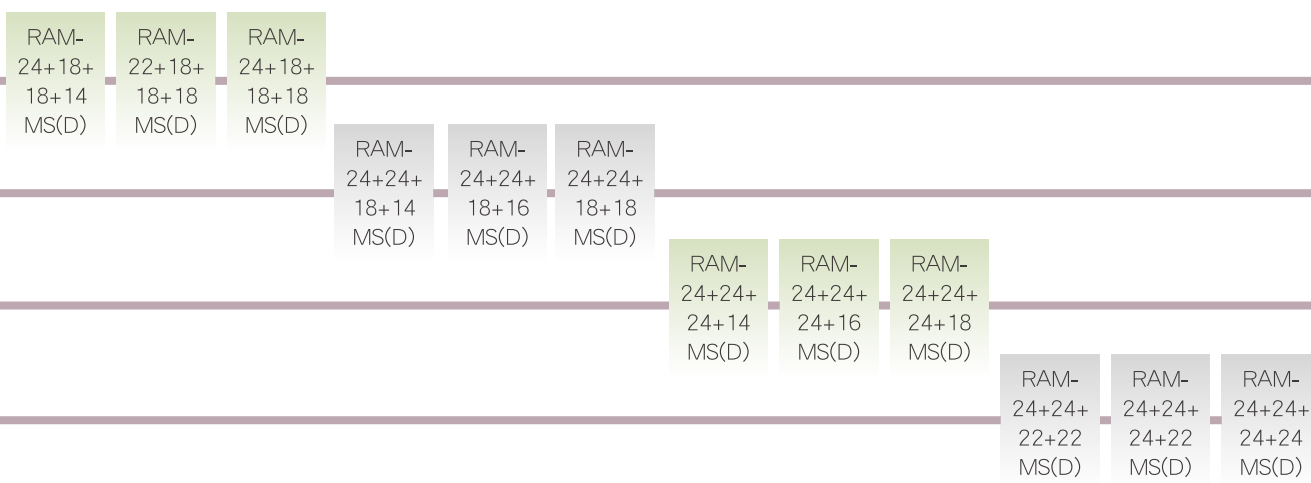 RAM-
24+18+
18+14
MS(D)
RAM-
22+18+
18+18
MS(D)
RAM-
24+18+
18+18
MS(D)
RAM-
24+24+
18+14
MS(D)
RAM-
24+24+
18+16
MS(D)
RAM-
24+24+
18+18
MS(D)
RAM-
24+24+
24+14
MS(D)
RAM-
24+24+
24+16
MS(D)
RAM-
24+24+
24+18
MS(D)
RAM-
24+24+
22+22
MS(D)
RAM-
24+24+
24+22
MS(D)
RAM-
24+24+
24+24
MS(D)